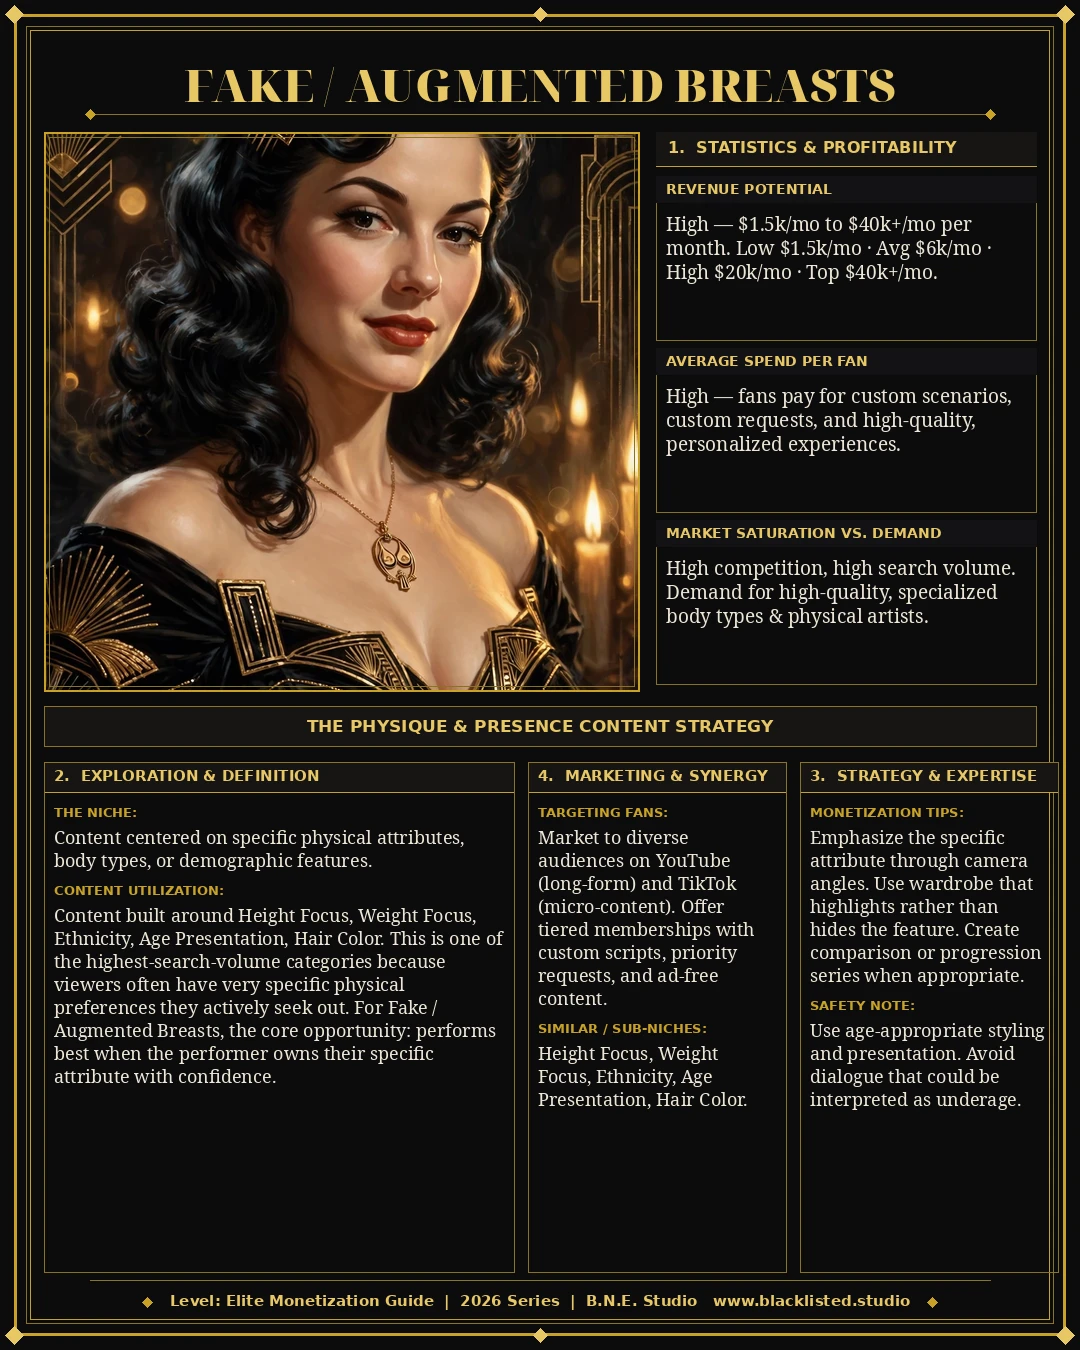 FAKE / AUGMENTED BREASTS
1. STATISTICS & PROFITABILITY
REVENUE POTENTIAL
High — $1.5k/mo to $40k+/mo per
month. Low $1.5k/mo · Avg $6k/mo ·
High $20k/mo · Top $40k+/mo.
AVERAGE SPEND PER FAN
High — fans pay for custom scenarios,
custom requests, and high-quality,
personalized experiences.
MARKET SATURATION VS. DEMAND
High competition, high search volume.
Demand for high-quality, specialized
body types & physical artists.
THE PHYSIQUE & PRESENCE CONTENT STRATEGY
2. EXPLORATION & DEFINITION
THE NICHE:
Content centered on specific physical attributes,
body types, or demographic features.
CONTENT UTILIZATION:
Content built around Height Focus, Weight Focus,
Ethnicity, Age Presentation, Hair Color. This is one of
the highest-search-volume categories because
viewers often have very specific physical
preferences they actively seek out. For Fake /
Augmented Breasts, the core opportunity: performs
best when the performer owns their specific
attribute with confidence.
4. MARKETING & SYNERGY
TARGETING FANS:
Market to diverse
audiences on YouTube
(long-form) and TikTok
(micro-content). Offer
tiered memberships with
custom scripts, priority
requests, and ad-free
content.
SIMILAR / SUB-NICHES:
Height Focus, Weight
Focus, Ethnicity, Age
Presentation, Hair Color.
3. STRATEGY & EXPERTISE
MONETIZATION TIPS:
Emphasize the specific
attribute through camera
angles. Use wardrobe that
highlights rather than
hides the feature. Create
comparison or progression
series when appropriate.
SAFETY NOTE:
Use age-appropriate styling
and presentation. Avoid
dialogue that could be
interpreted as underage.
Level: Elite Monetization Guide | 2026 Series | B.N.E. Studio www.blacklisted.studio